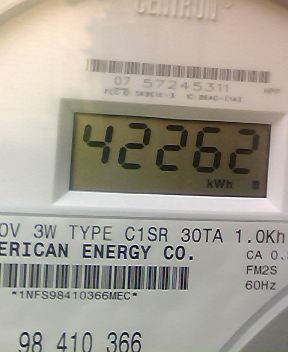 CENTRON
07 57245311
42262
kWh
0V 3W TYPE C1SR 30TA 1.0Kh
ERICAN ENERGY CO.
CA 0.
FM2S
60Hz
*1NFS98410366MEC*
98 410 366